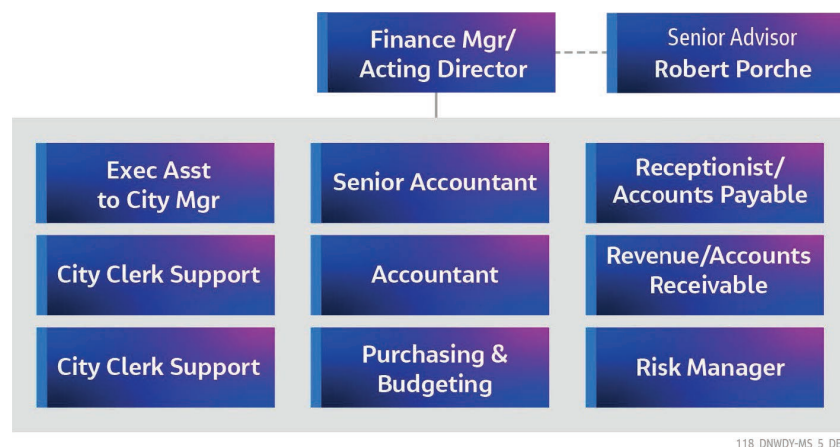 Finance Mgr/
Acting Director
Senior Advisor
Robert Porche
Exec Asst
to City Mgr
Senior Accountant
Receptionist/
Accounts Payable
City Clerk Support
Accountant
Revenue/Accounts
Receivable
City Clerk Support
Purchasing &
Budgeting
Risk Manager
118_DNWDY-MS_5_DB